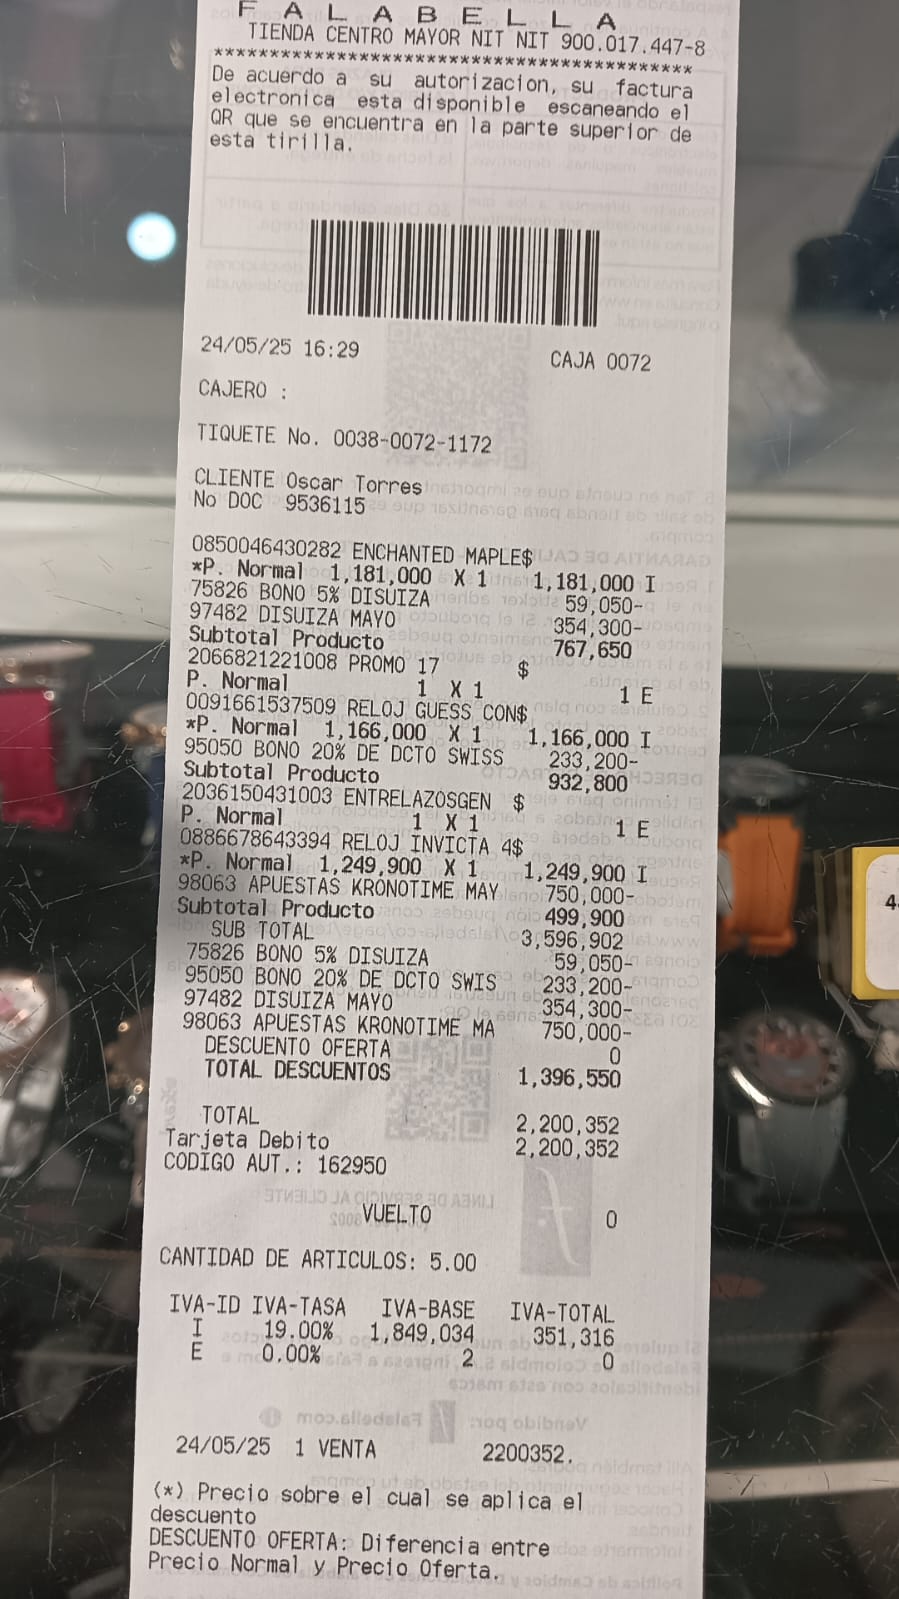 F A L A B E L L A
TIENDA CENTRO MAYOR NIT NIT 900.017.447-8
******************************************
De acuerdo a su autorizacion, su factura
electronica esta disponible escaneando el
QR que se encuentra en la parte superior de
esta tirilla.
24/05/25 16:29 CAJA 0072
CAJERO :
TIQUETE No. 0038-0072-1172
CLIENTE Oscar Torres
No DOC 9536115
0850046430282 ENCHANTED MAPLE$
*P. Normal 1,181,000 X 1 1,181,000 I
75826 BONO 5% DISUIZA 59,050-
97482 DISUIZA MAYO 354,300-
Subtotal Producto 767,650
2066821221008 PROMO 17 $
P. Normal 1 X 1 1 E
0091661537509 RELOJ GUESS CON$
*P. Normal 1,166,000 X 1 1,166,000 I
95050 BONO 20% DE DCTO SWISS 233,200-
Subtotal Producto 932,800
2036150431003 ENTRELAZOSGEN $
P. Normal 1 X 1 1 E
0886678643394 RELOJ INVICTA 4$
*P. Normal 1,249,900 X 1 1,249,900 I
98063 APUESTAS KRONOTIME MAY 750,000-
Subtotal Producto 499,900
SUB TOTAL 3,596,902
75826 BONO 5% DISUIZA 59,050-
95050 BONO 20% DE DCTO SWIS 233,200-
97482 DISUIZA MAYO 354,300-
98063 APUESTAS KRONOTIME MA 750,000-
DESCUENTO OFERTA 0
TOTAL DESCUENTOS 1,396,550
TOTAL 2,200,352
Tarjeta Debito 2,200,352
CODIGO AUT.: 162950
VUELTO 0
CANTIDAD DE ARTICULOS: 5.00
IVA-ID IVA-TASA IVA-BASE IVA-TOTAL
I 19.00% 1,849,034 351,316
E 0.00% 2 0
24/05/25 1 VENTA 2200352.
(*) Precio sobre el cual se aplica el
descuento
DESCUENTO OFERTA: Diferencia entre
Precio Normal y Precio Oferta.